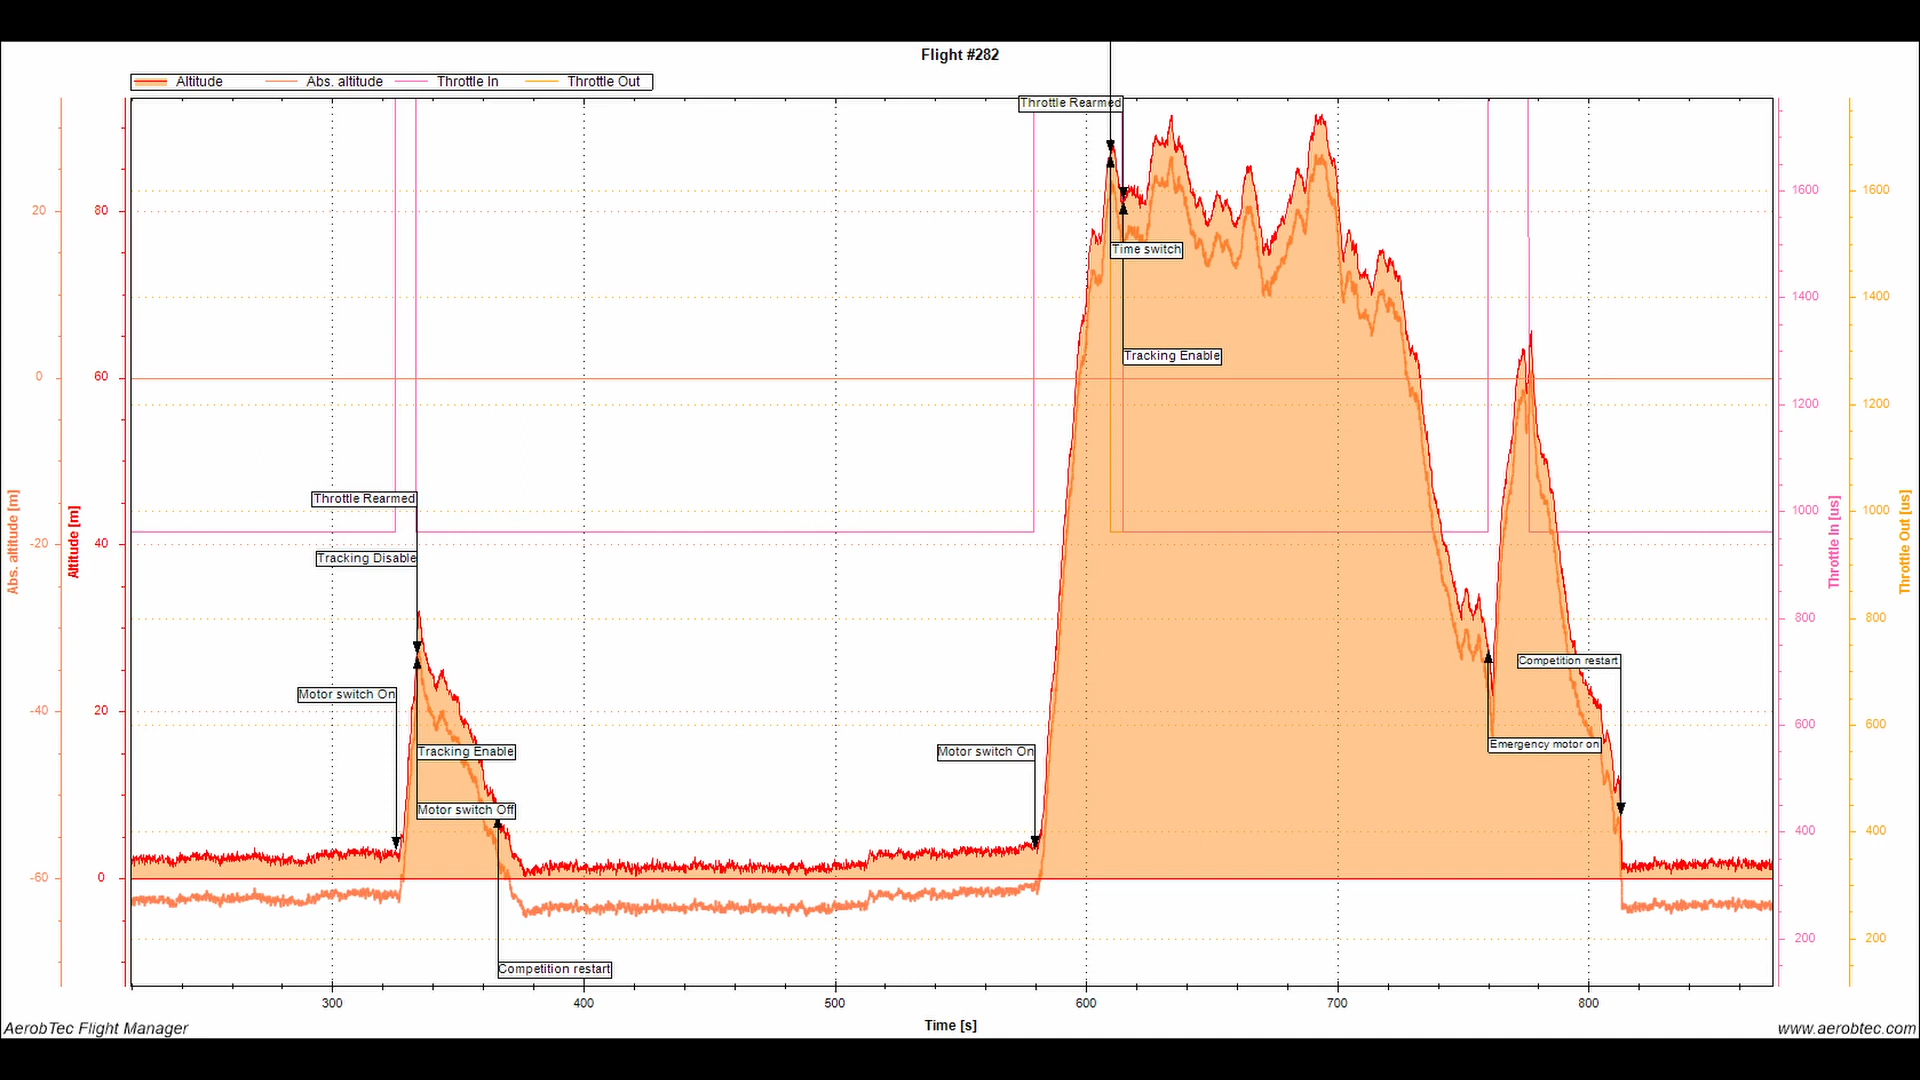 Flight #282
Altitude Abs. altitude Throttle In Throttle Out
Throttle Rearmed
Time switch
Tracking Enable
Throttle Rearmed
Tracking Disable
Motor switch On
Tracking Enable
Motor switch Off
Competition restart
Motor switch On
Competition restart
Emergency motor on
Abs. altitude [m]
20
0
-20
-40
-60
Altitude [m]
80
60
40
20
0
Throttle In [us]
1600
1400
1200
1000
800
600
400
200
Throttle Out [us]
1600
1400
1200
1000
800
600
400
200
300 400 500 600 700 800
Time [s]
AerobTec Flight Manager
www.aerobtec.com